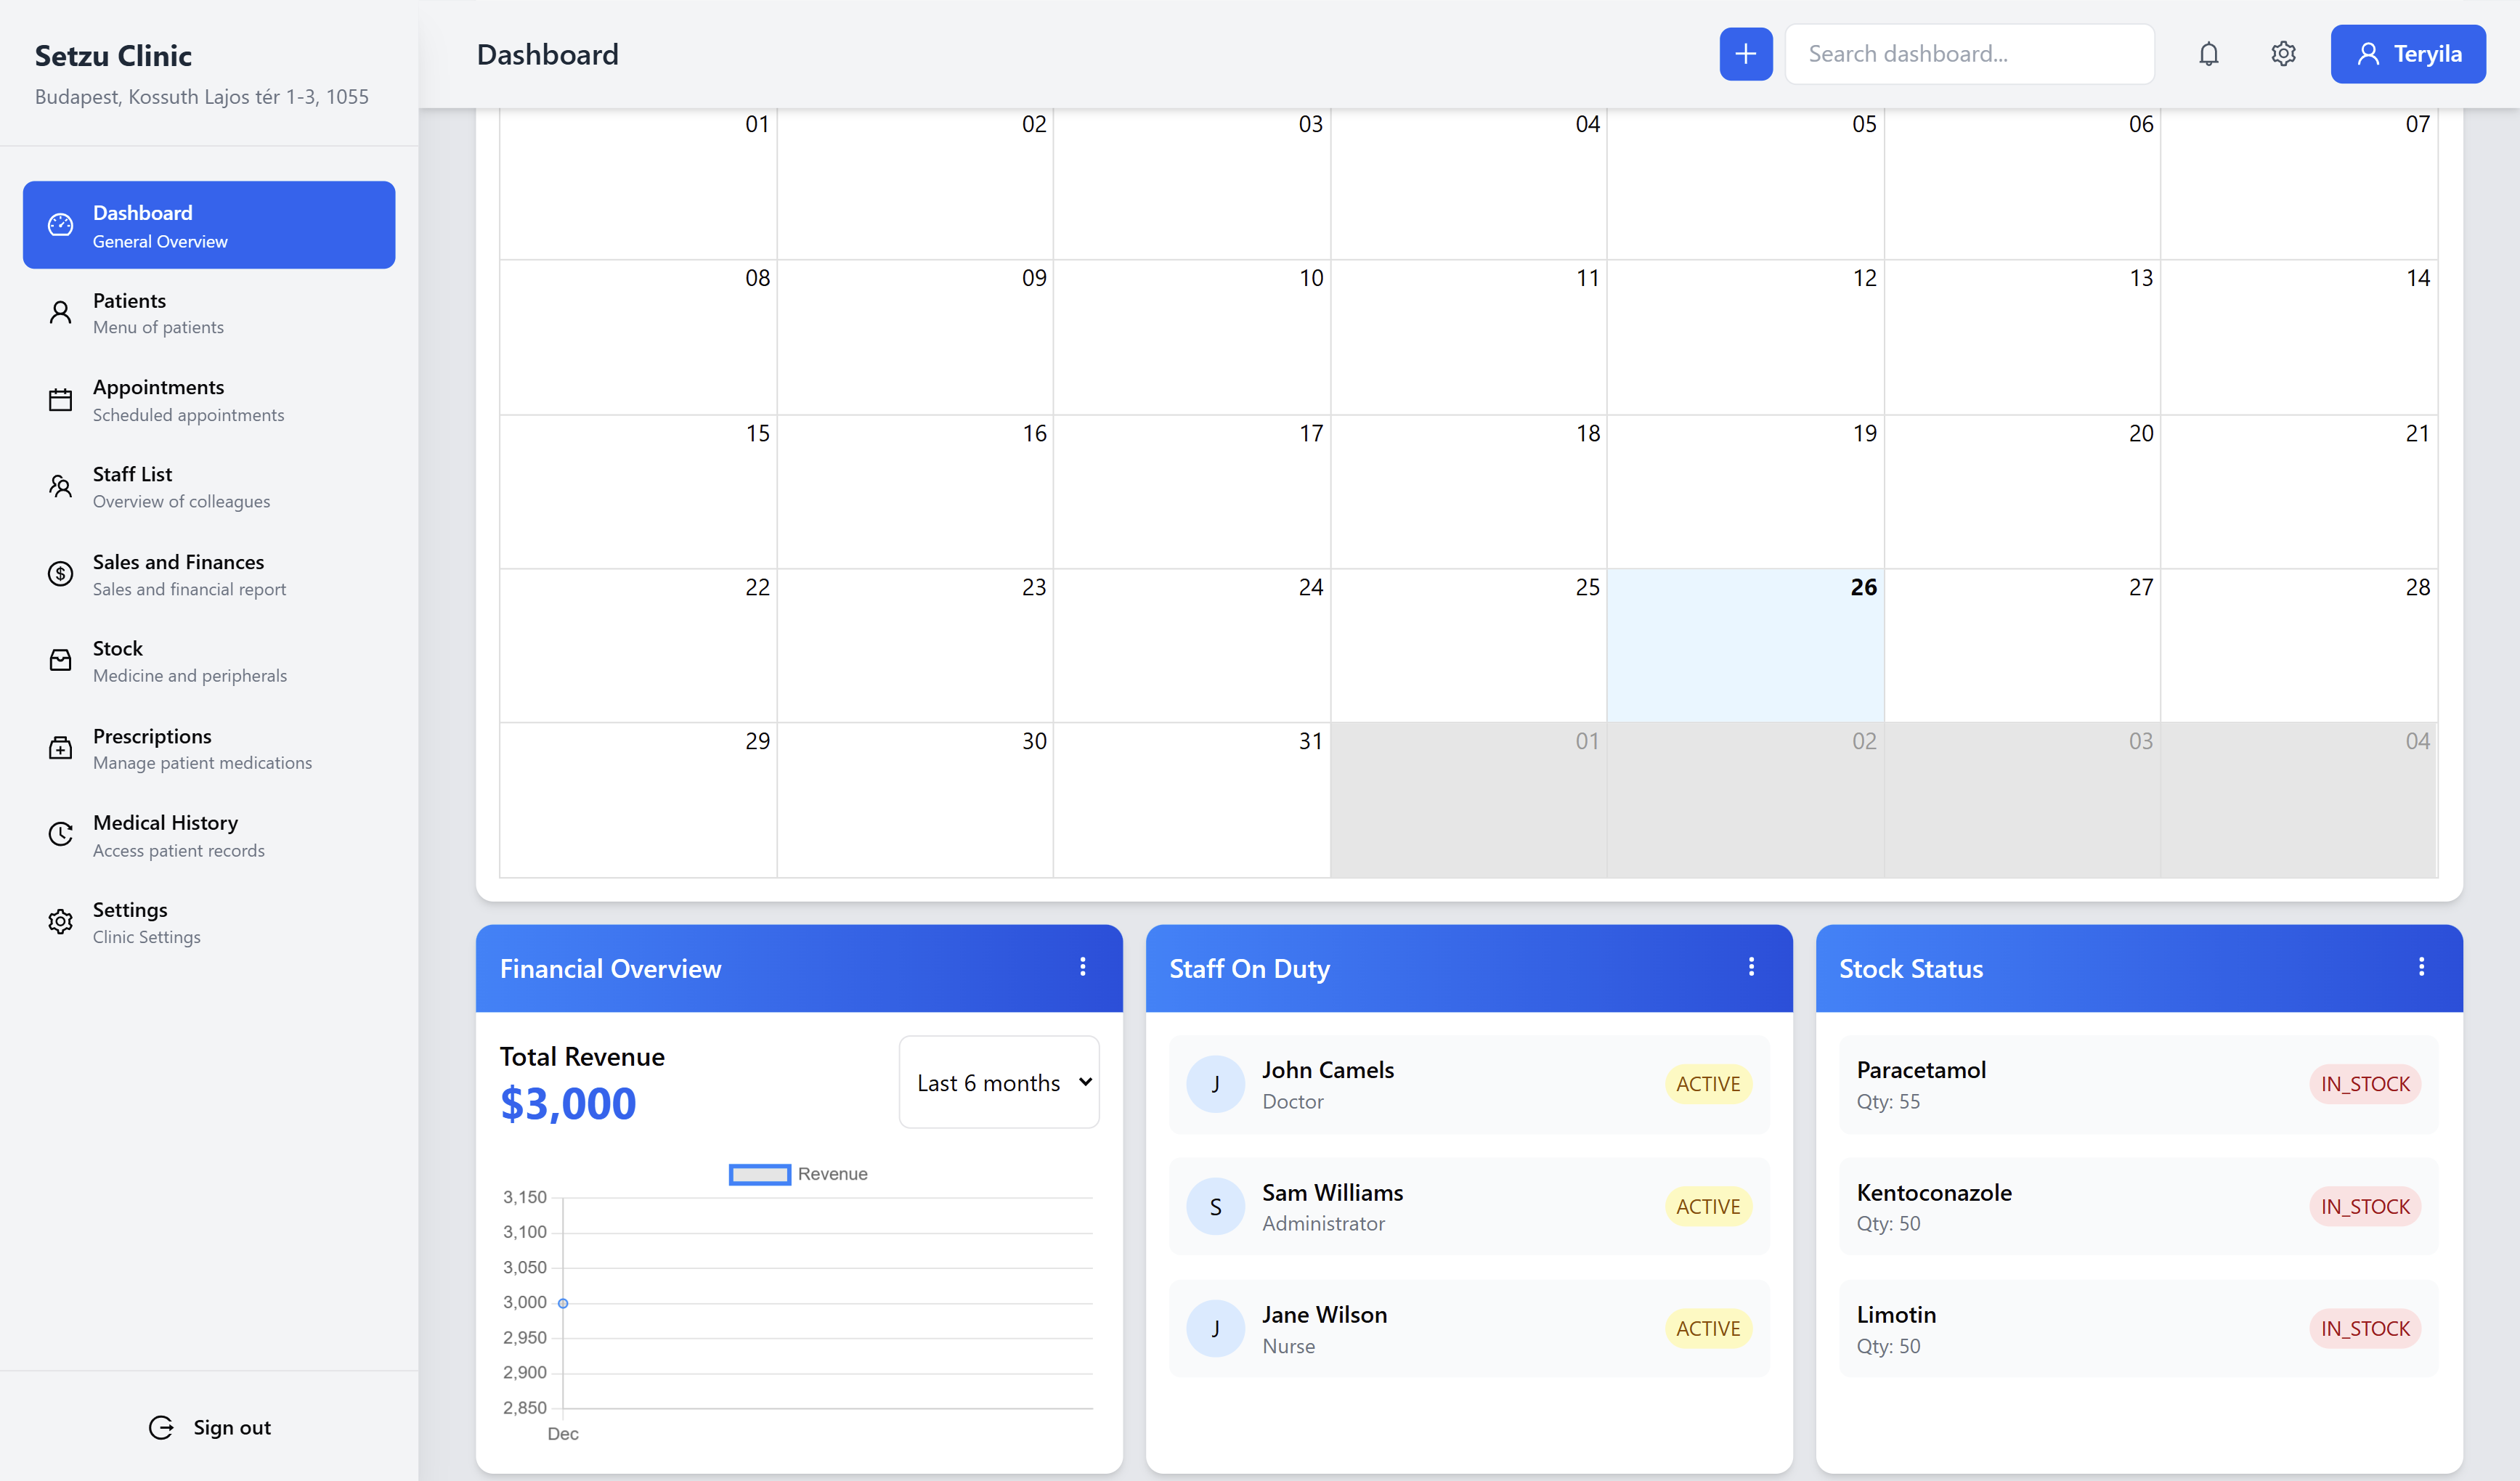 Setzu Clinic
Budapest, Kossuth Lajos tér 1-3, 1055
Dashboard
General Overview
Patients
Menu of patients
Appointments
Scheduled appointments
Staff List
Overview of colleagues
Sales and Finances
Sales and financial report
Stock
Medicine and peripherals
Prescriptions
Manage patient medications
Medical History
Access patient records
Settings
Clinic Settings
Sign out
Dashboard
Search dashboard...
Teryila
01 02 03 04 05 06 07
08 09 10 11 12 13 14
15 16 17 18 19 20 21
22 23 24 25 26 27 28
29 30 31 01 02 03 04
Financial Overview
Total Revenue
$3,000
Last 6 months
Revenue
3,150
3,100
3,050
3,000
2,950
2,900
2,850
Dec
Staff On Duty
J
John Camels
Doctor
ACTIVE
S
Sam Williams
Administrator
ACTIVE
J
Jane Wilson
Nurse
ACTIVE
Stock Status
Paracetamol
Qty: 55
IN_STOCK
Kentoconazole
Qty: 50
IN_STOCK
Limotin
Qty: 50
IN_STOCK